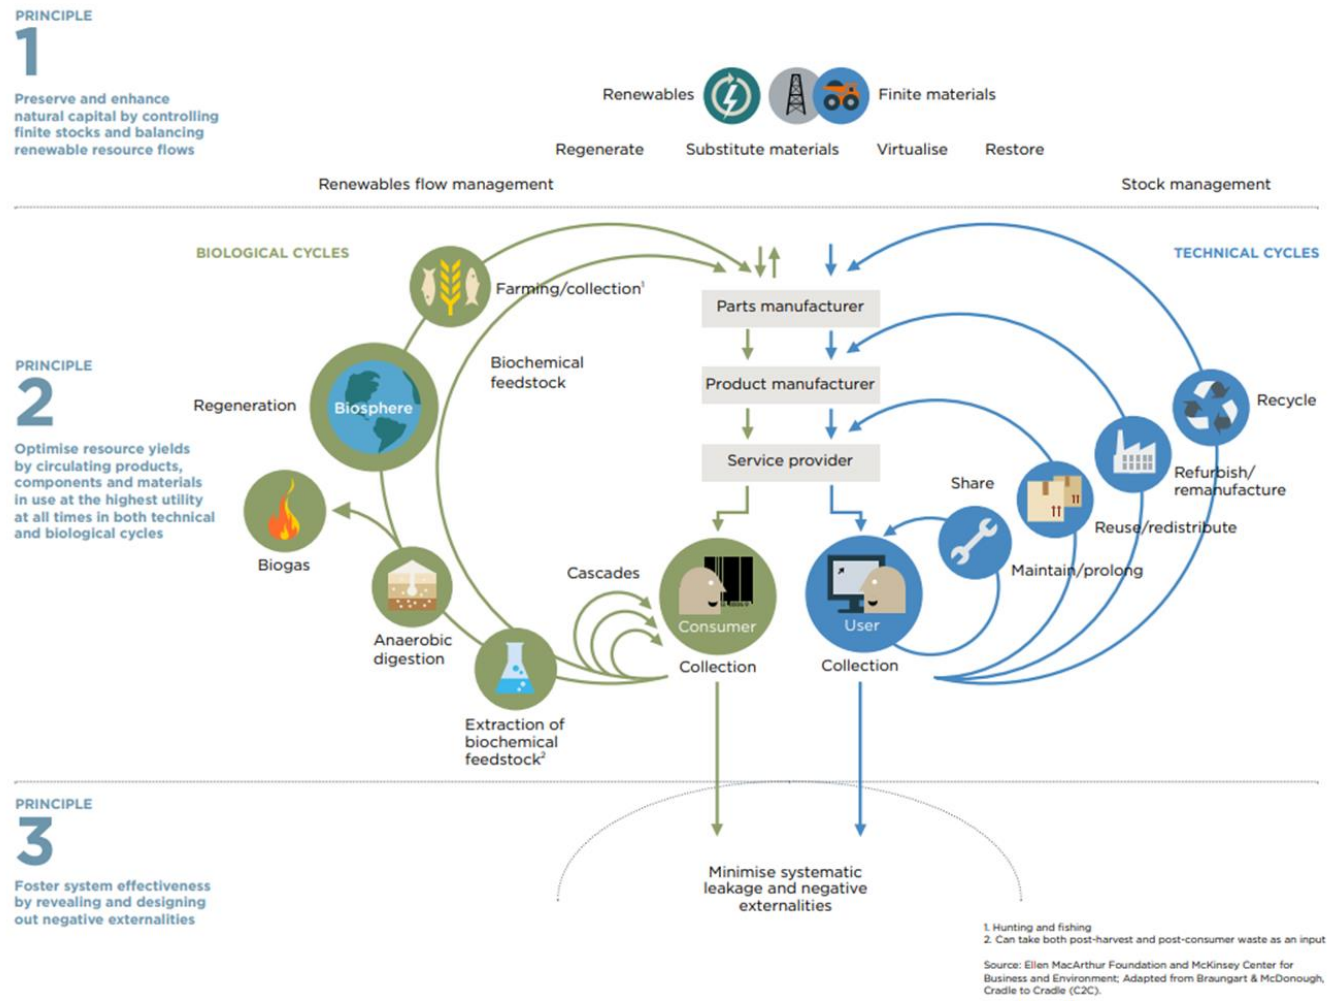 PRINCIPLE
1
Preserve and enhance
natural capital by controlling
finite stocks and balancing
renewable resource flows
Renewables
Finite materials
Regenerate
Substitute materials
Virtualise
Restore
Renewables flow management
Stock management
BIOLOGICAL CYCLES
TECHNICAL CYCLES
PRINCIPLE
2
Optimise resource yields
by circulating products,
components and materials
in use at the highest utility
at all times in both technical
and biological cycles
Farming/collection¹
Biochemical
feedstock
Regeneration
Biosphere
Biogas
Anaerobic
digestion
Extraction of
biochemical
feedstock²
Cascades
Parts manufacturer
Product manufacturer
Service provider
Consumer
Collection
User
Collection
Share
Maintain/prolong
Reuse/redistribute
Refurbish/
remanufacture
Recycle
PRINCIPLE
3
Foster system effectiveness
by revealing and designing
out negative externalities
Minimise systematic
leakage and negative
externalities
1. Hunting and fishing
2. Can take both post-harvest and post-consumer waste as an input
Source: Ellen MacArthur Foundation and McKinsey Center for
Business and Environment; Adapted from Braungart & McDonough,
Cradle to Cradle (C2C).